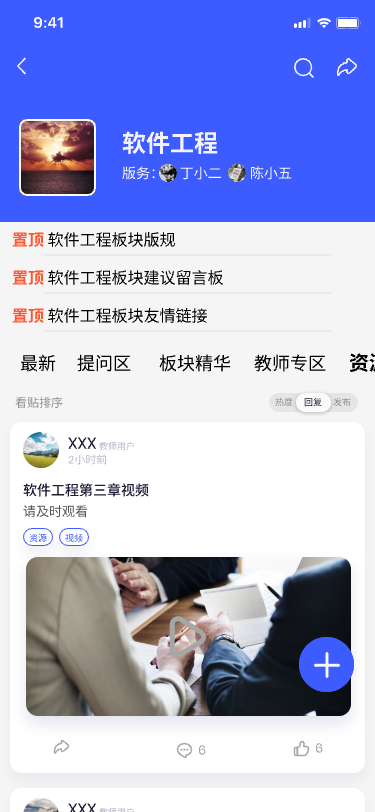 9:41
软件工程
版务：丁小二 陈小五
置顶 软件工程板块版规
置顶 软件工程板块建议留言板
置顶 软件工程板块友情链接
最新 提问区 板块精华 教师专区 资
看贴排序 热度 回复 发布
XXX 教师用户
2小时前
软件工程第三章视频
请及时观看
资源 视频
6 6
XXX 教师用户